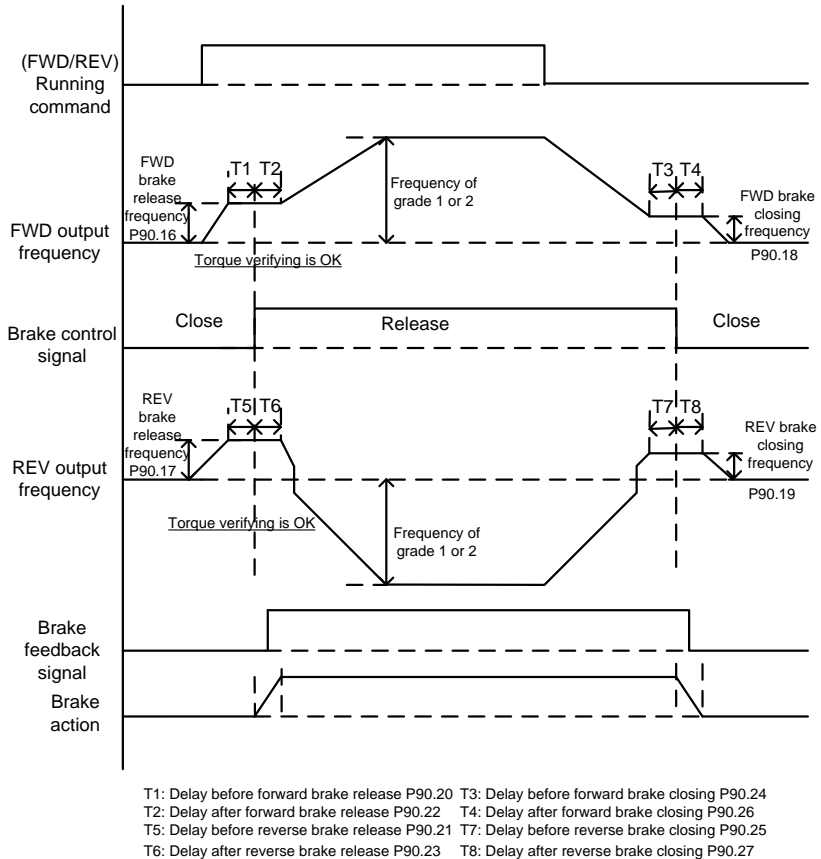 (FWD/REV)
Running
command
FWD
brake
release
frequency
P90.16
T1 T2
Frequency of
grade 1 or 2
T3 T4
FWD brake
closing
frequency
P90.18
FWD output
frequency
Torque verifying is OK
Close
Release
Close
Brake control
signal
REV
brake
release
frequency
P90.17
T5 T6
T7 T8
REV brake
closing
frequency
P90.19
REV output
frequency
Torque verifying is OK
Frequency of
grade 1 or 2
Brake
feedback
signal
Brake
action
T1: Delay before forward brake release P90.20 T3: Delay before forward brake closing P90.24
T2: Delay after forward brake release P90.22 T4: Delay after forward brake closing P90.26
T5: Delay before reverse brake release P90.21 T7: Delay before reverse brake closing P90.25
T6: Delay after reverse brake release P90.23 T8: Delay after reverse brake closing P90.27